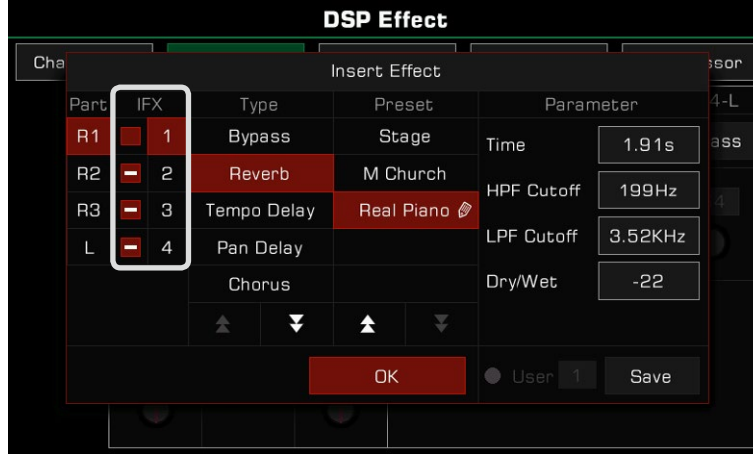 DSP Effect
Cha
ssor
Insert Effect
Part IFX Type Preset Parameter
4-L
R1 1 Bypass Stage Time 1.91s
ass
R2 2 Reverb M Church HPF Cutoff 199Hz
R3 3 Tempo Delay Real Piano LPF Cutoff 3.52KHz
4
L 4 Pan Delay Dry/Wet -22
Chorus
OK User 1 Save